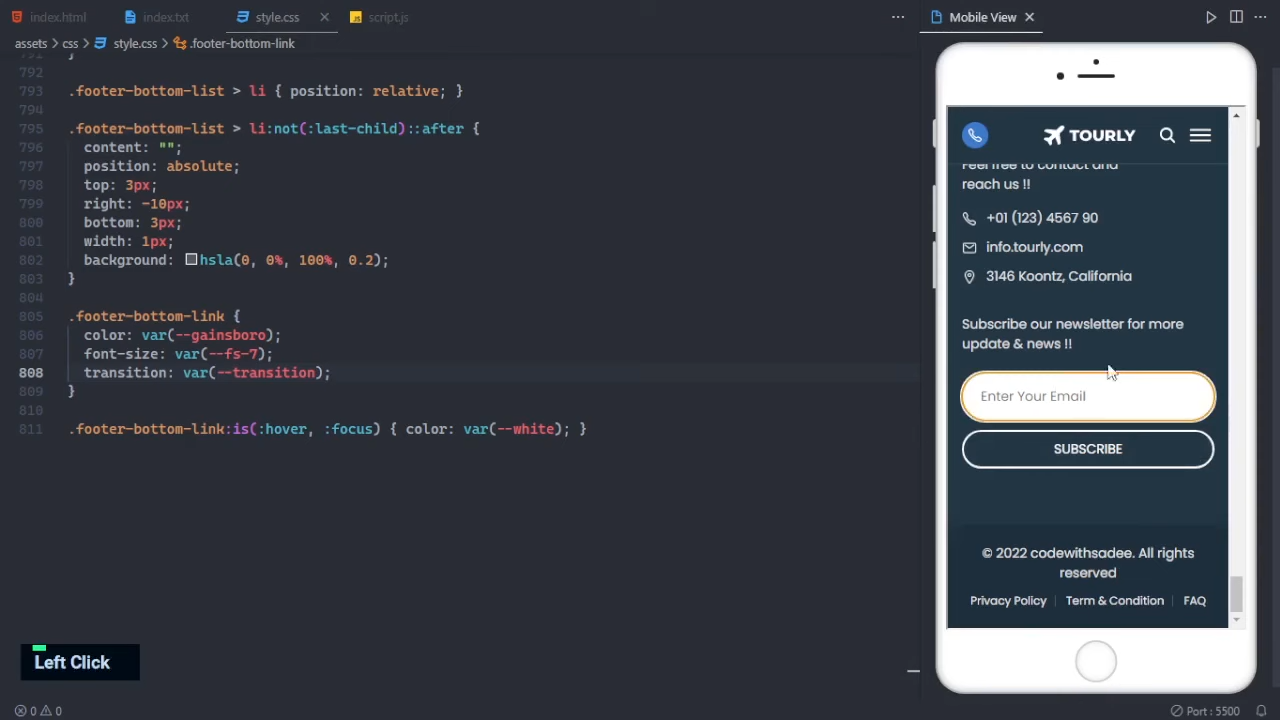 index.html
index.txt
style.css
script.js
Mobile View
assets > css > style.css > .footer-bottom-link
791 }
792
793 .footer-bottom-list > li { position: relative; }
794
795 .footer-bottom-list > li:not(:last-child)::after {
796 content: "";
797 position: absolute;
798 top: 3px;
799 right: -10px;
800 bottom: 3px;
801 width: 1px;
802 background: hsla(0, 0%, 100%, 0.2);
803 }
804
805 .footer-bottom-link {
806 color: var(--gainsboro);
807 font-size: var(--fs-7);
808 transition: var(--transition);
809 }
810
811 .footer-bottom-link:is(:hover, :focus) { color: var(--white); }
TOURLY
Feel free to contact and
reach us !!
+01 (123) 4567 90
info.tourly.com
3146 Koontz, California
Subscribe our newsletter for more
update & news !!
Enter Your Email
SUBSCRIBE
© 2022 codewithsadee. All rights
reserved
Privacy Policy
Term & Condition
FAQ
Left Click
0 0
Port : 5500